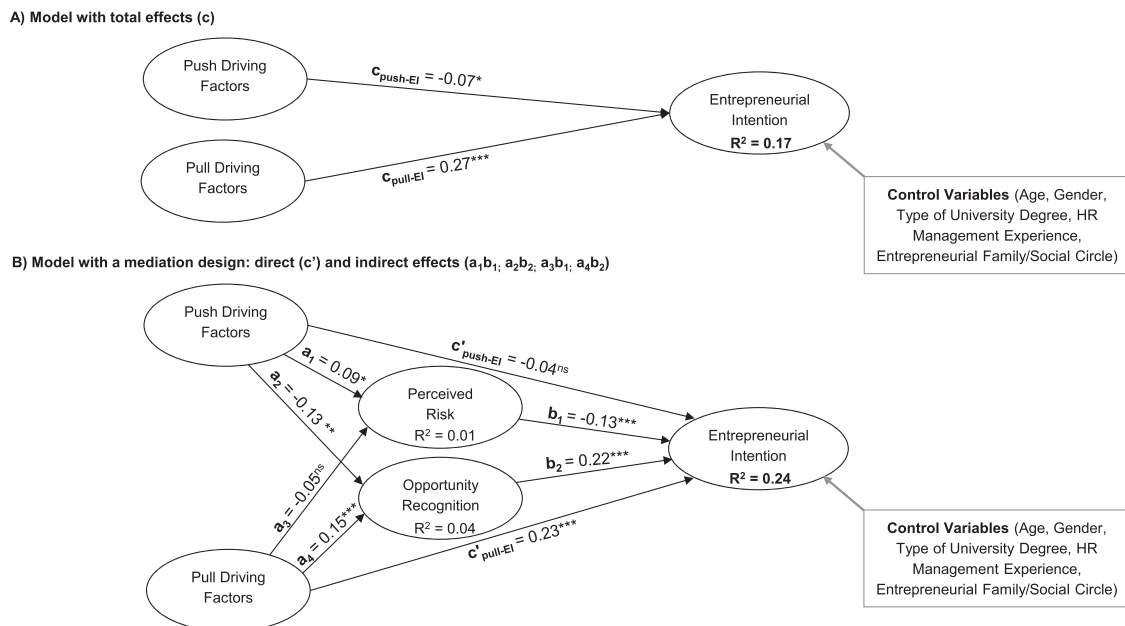 A) Model with total effects (c)
Push Driving
Factors
c push-EI = -0.07*
Entrepreneurial
Intention
R² = 0.17
Pull Driving
Factors
c pull-EI = 0.27***
Control Variables (Age, Gender,
Type of University Degree, HR
Management Experience,
Entrepreneurial Family/Social Circle)
B) Model with a mediation design: direct (c') and indirect effects (a₁b₁; a₂b₂; a₃b₁; a₄b₂)
Push Driving
Factors
c' push-EI = -0.04ns
a₁ = 0.09*
a₂ = -0.13 **
Perceived
Risk
R² = 0.01
b₁ = -0.13***
Entrepreneurial
Intention
R² = 0.24
b₂ = 0.22***
Opportunity
Recognition
R² = 0.04
a₃ = -0.05ns
a₄ = 0.15***
c' pull-EI = 0.23***
Pull Driving
Factors
Control Variables (Age, Gender,
Type of University Degree, HR
Management Experience,
Entrepreneurial Family/Social Circle)